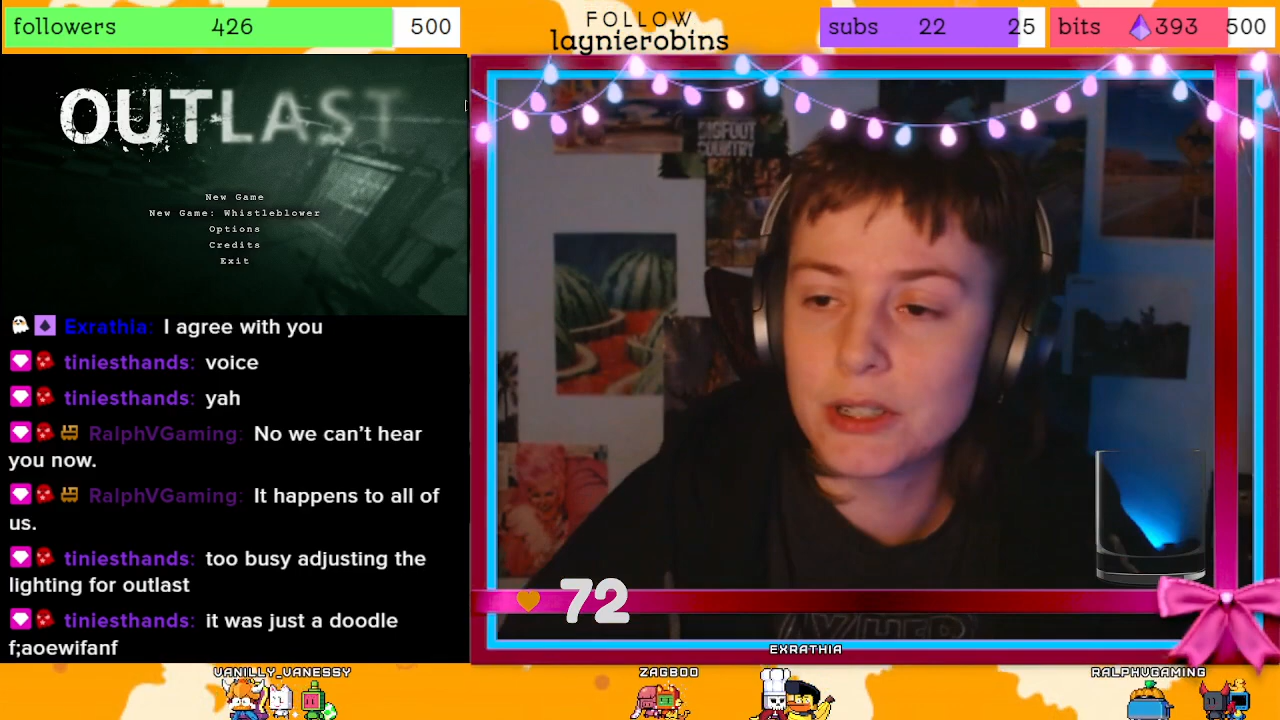 followers 426 500
FOLLOW
laynierobins
subs 22 25
bits 393 500
OUTLAST
New Game
New Game: Whistleblower
Options
Credits
Exit
BIGFOOT
COUNTRY
Exrathia: I agree with you
tiniesthands: voice
tiniesthands: yah
RalphVGaming: No we can't hear
you now.
RalphVGaming: It happens to all of
us.
tiniesthands: too busy adjusting the
lighting for outlast
tiniesthands: it was just a doodle
f;aoewifanf
72
EXRATHIA
VANILLY_VANESSY
ZAGBOO
RALPHVGAMING